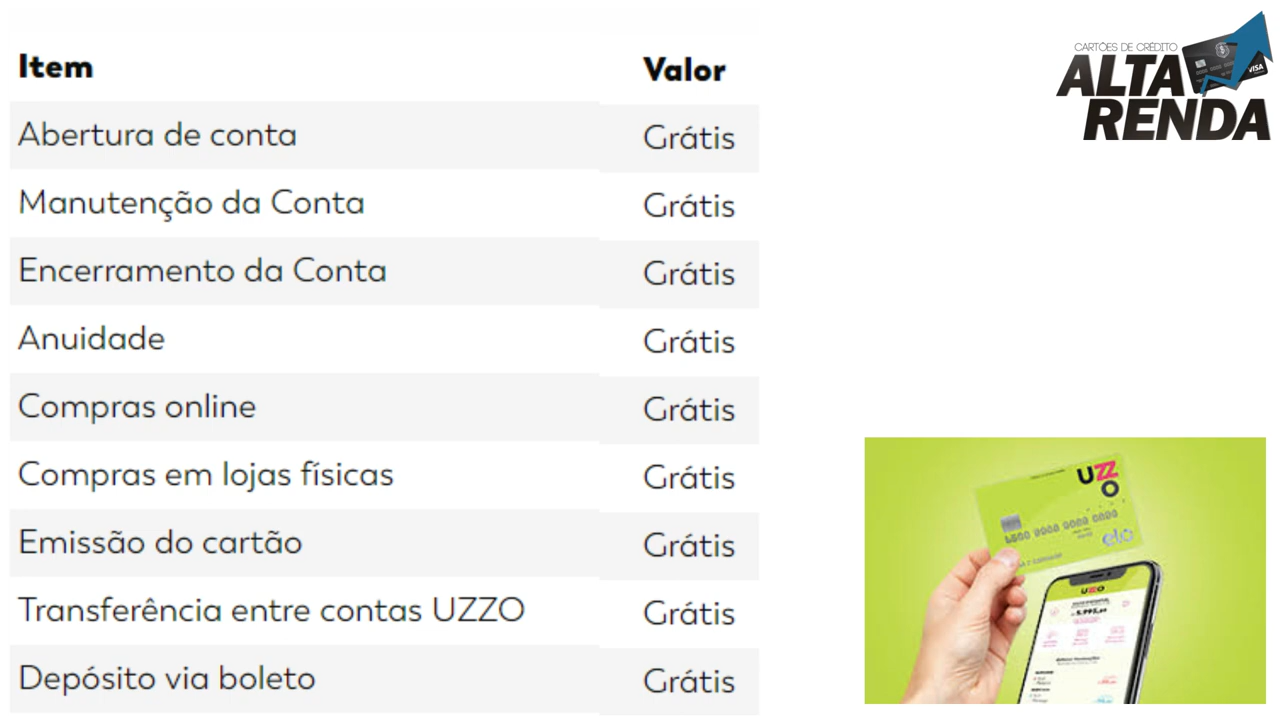 Item Valor
Abertura de conta Grátis
Manutenção da Conta Grátis
Encerramento da Conta Grátis
Anuidade Grátis
Compras online Grátis
Compras em lojas físicas Grátis
Emissão do cartão Grátis
Transferência entre contas UZZO Grátis
Depósito via boleto Grátis
CARTÕES DE CRÉDITO
ALTA
RENDA
VISA
UZZ
O
elo
UZZO